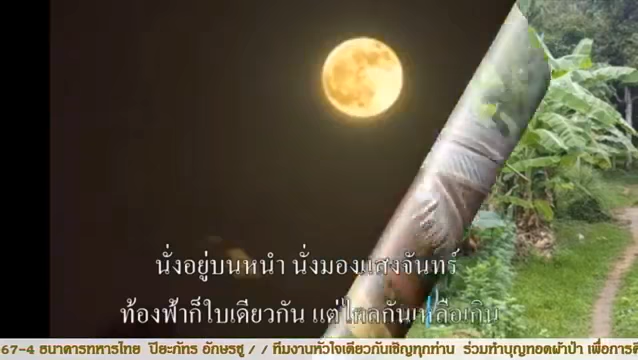 นั่งอยู่บนหนำ นั่งมองแสงจันทร์
ท้องฟ้าก็ใบเดียวกัน แต่ไกลกันเหลือเกิน
67-4 ธนาคารทหารไทย ปิยะภัทร อักษรชู / / ทีมงานหัวใจเดียวกันเชิญทุกท่าน ร่วมทำบุญทอดผ้าป่า เพื่อการ